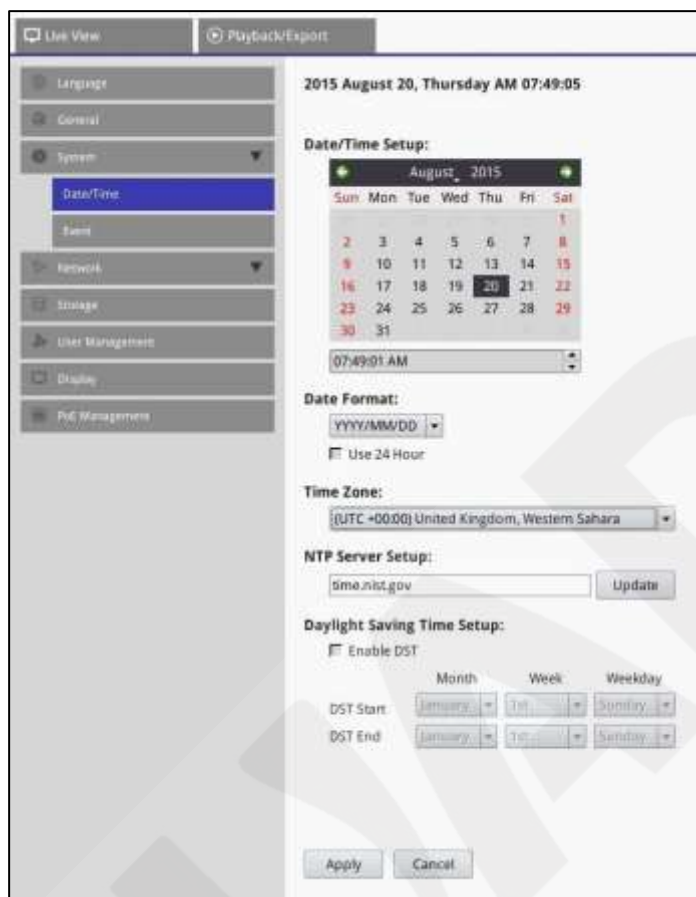 Live View
Playback/Export
Language
General
System
Date/Time
Event
Network
Storage
User Management
Display
PoE Management
2015 August 20, Thursday AM 07:49:05
Date/Time Setup:
August, 2015
Sun Mon Tue Wed Thu Fri Sat
1
2 3 4 5 6 7 8
9 10 11 12 13 14 15
16 17 18 19 20 21 22
23 24 25 26 27 28 29
30 31
07:49:01 AM
Date Format:
YYYY/MM/DD
Use 24 Hour
Time Zone:
(UTC +00:00) United Kingdom, Western Sahara
NTP Server Setup:
time.nist.gov Update
Daylight Saving Time Setup:
Enable DST
Month Week Weekday
DST Start January 1st Sunday
DST End January 1st Sunday
Apply Cancel